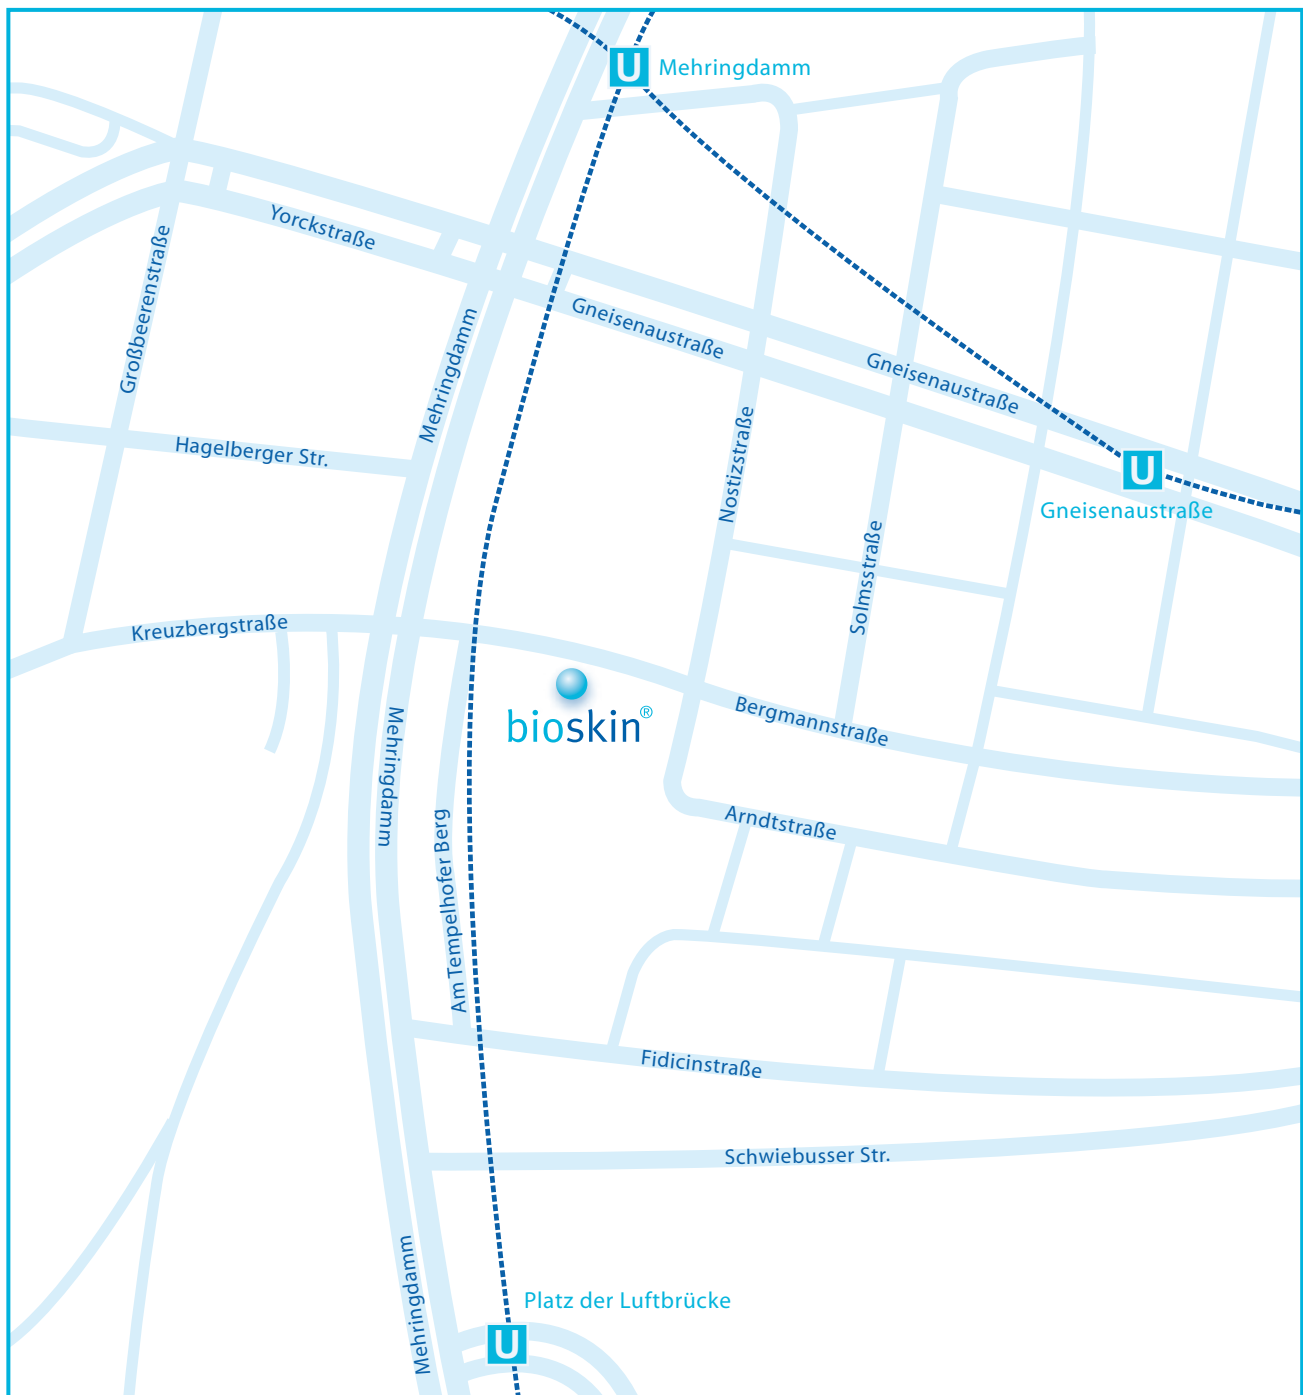 U Mehringdamm
Yorckstraße
Großbeerenstraße
Mehringdamm
Gneisenaustraße
Gneisenaustraße
Hagelberger Str.
Nostizstraße
U
Gneisenaustraße
Solmsstraße
Kreuzbergstraße
bioskin®
Bergmannstraße
Mehringdamm
Arndtstraße
Am Tempelhofer Berg
Fidicinstraße
Schwiebusser Str.
Mehringdamm
Platz der Luftbrücke
U